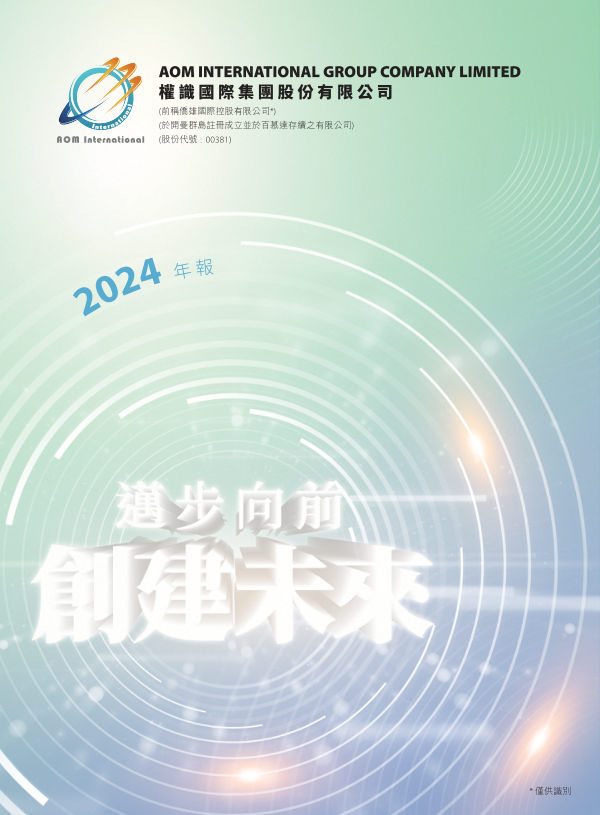 AOM INTERNATIONAL GROUP COMPANY LIMITED
權識國際集團股份有限公司
(前稱僑雄國際控股有限公司*)
(於開曼群島註冊成立並於百慕達存續之有限公司)
(股份代號 : 00381)
International
AOM International
2024 年報
邁步向前
創建未來
* 僅供識別